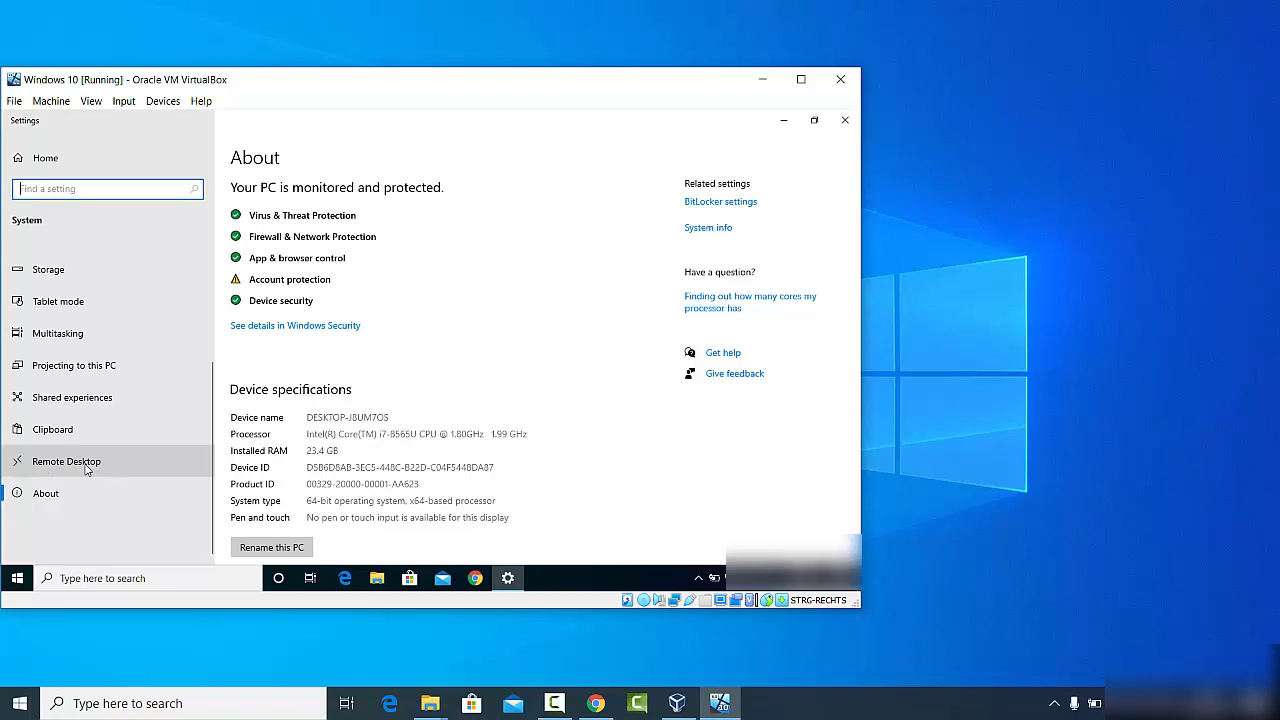 Windows 10 [Running] - Oracle VM VirtualBox
File Machine View Input Devices Help
Settings
Home
Find a setting
System
Storage
Tablet mode
Multitasking
Projecting to this PC
Shared experiences
Clipboard
Remote Desktop
About
About
Your PC is monitored and protected.
Virus & Threat Protection
Firewall & Network Protection
App & browser control
Account protection
Device security
See details in Windows Security
Device specifications
Device name DESKTOP-J8UM7OS
Processor Intel(R) Core(TM) i7-8565U CPU @ 1.80GHz 1.99 GHz
Installed RAM 23.4 GB
Device ID D5B6D8AB-3EC5-448C-B22D-C04F5448DA87
Product ID 00329-20000-00001-AA623
System type 64-bit operating system, x64-based processor
Pen and touch No pen or touch input is available for this display
Rename this PC
Related settings
BitLocker settings
System info
Have a question?
Finding out how many cores my
processor has
Get help
Give feedback
Type here to search
STRG-RECHTS
Type here to search